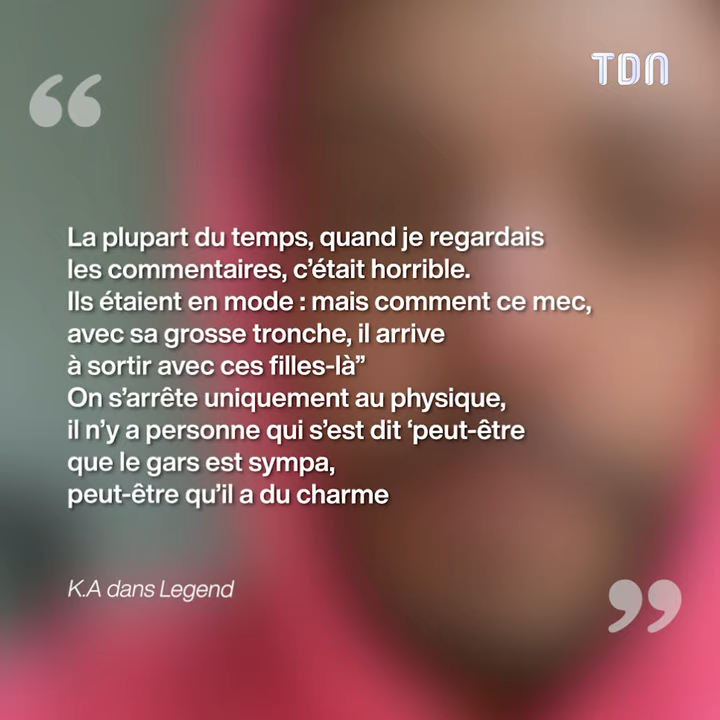 TDN
“
La plupart du temps, quand je regardais
les commentaires, c’était horrible.
Ils étaient en mode : mais comment ce mec,
avec sa grosse tronche, il arrive
à sortir avec ces filles-là”
On s’arrête uniquement au physique,
il n’y a personne qui s’est dit ‘peut-être
que le gars est sympa,
peut-être qu’il a du charme
K.A dans Legend
”